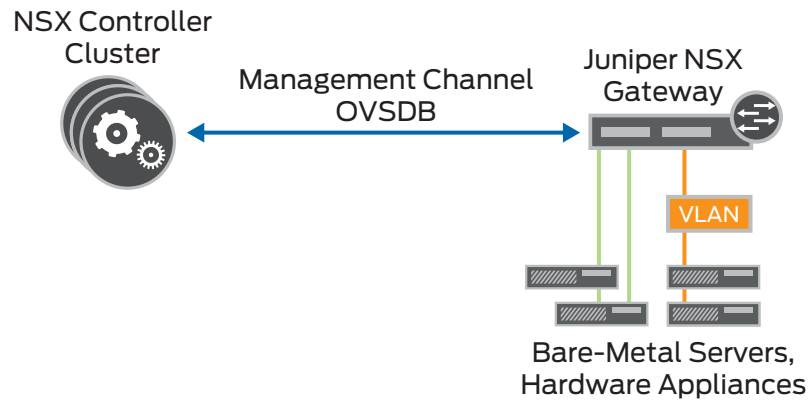 NSX Controller
Cluster
Management Channel
OVSDB
Juniper NSX
Gateway
VLAN
Bare-Metal Servers,
Hardware Appliances